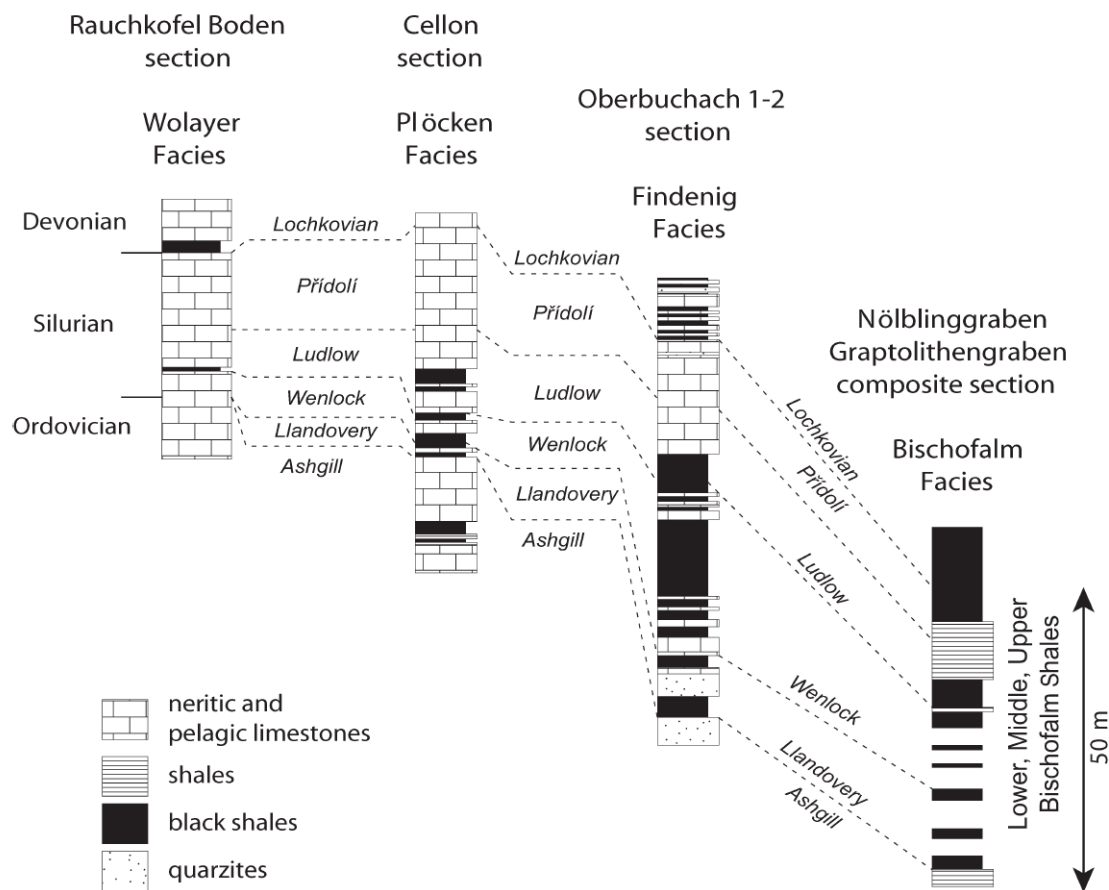 Rauchkofel Boden
section
Cellon
section
Oberbuchach 1-2
section
Wolayer
Facies
Plöcken
Facies
Findenig
Facies
Nölblinggraben
Graptolithengraben
composite section
Bischofalm
Facies
Devonian
Silurian
Ordovician
Lochkovian
Přídolí
Ludlow
Wenlock
Llandovery
Ashgill
Lochkovian
Přídolí
Ludlow
Wenlock
Llandovery
Ashgill
Lochkovian
Přídolí
Ludlow
Wenlock
Llandovery
Ashgill
Lower, Middle, Upper
Bischofalm Shales
50 m
neritic and
pelagic limestones
shales
black shales
quarzites